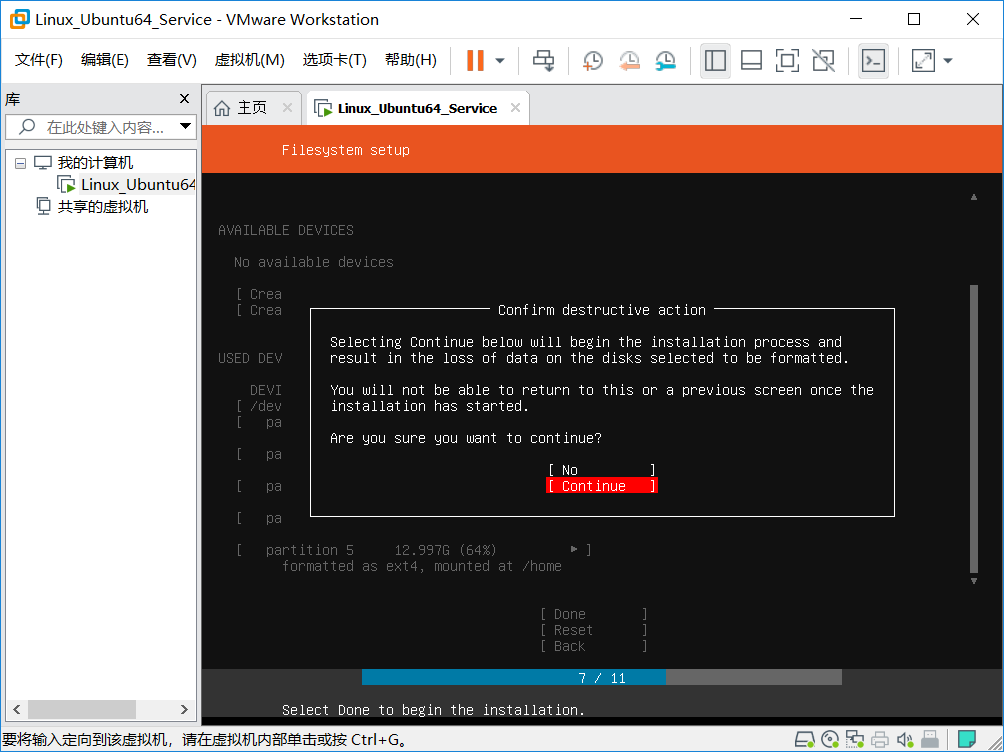 Linux_Ubuntu64_Service - VMware Workstation
文件(F) 编辑(E) 查看(V) 虚拟机(M) 选项卡(T) 帮助(H)
库
在此处键入内容...
我的计算机
Linux_Ubuntu64
共享的虚拟机
主页 Linux_Ubuntu64_Service
Filesystem setup
AVAILABLE DEVICES
No available devices
[ Crea
[ Crea
USED DEV
DEVI
[ /dev
[ pa
[ pa
[ pa
[ pa
Confirm destructive action
Selecting Continue below will begin the installation process and
result in the loss of data on the disks selected to be formatted.
You will not be able to return to this or a previous screen once the
installation has started.
Are you sure you want to continue?
[ No ]
[ Continue ]
[ partition 5 12.997G (64%) ▸ ]
formatted as ext4, mounted at /home
[ Done ]
[ Reset ]
[ Back ]
7 / 11
Select Done to begin the installation.
要将输入定向到该虚拟机，请在虚拟机内部单击或按 Ctrl+G。